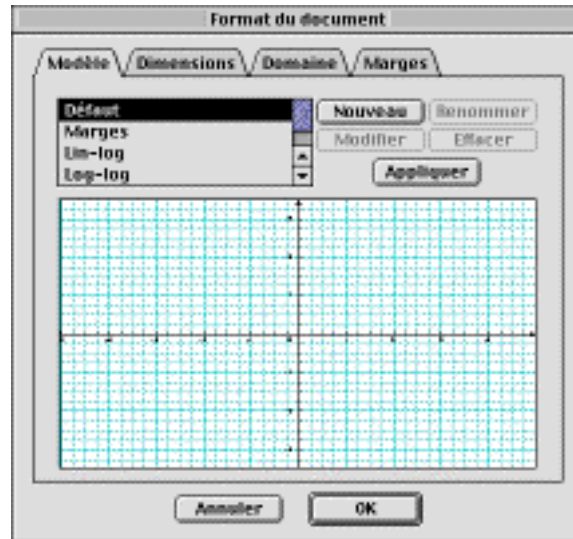 Format du document
Modèle Dimensions Domaine Marges
Défaut
Marges
Lin-log
Log-log
Nouveau Renommer
Modifier Effacer
Appliquer
Annuler OK